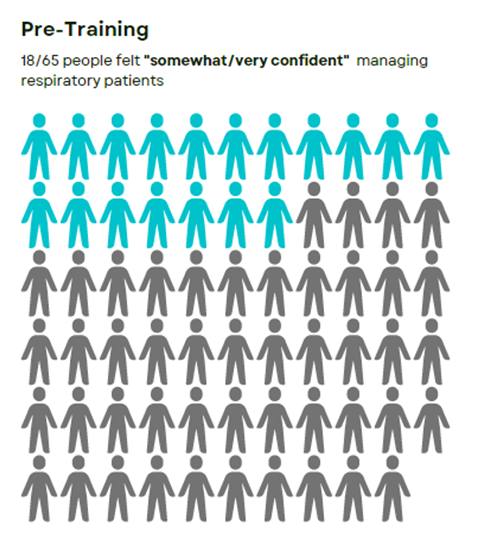 Pre-Training
18/65 people felt "somewhat/very confident" managing
respiratory patients